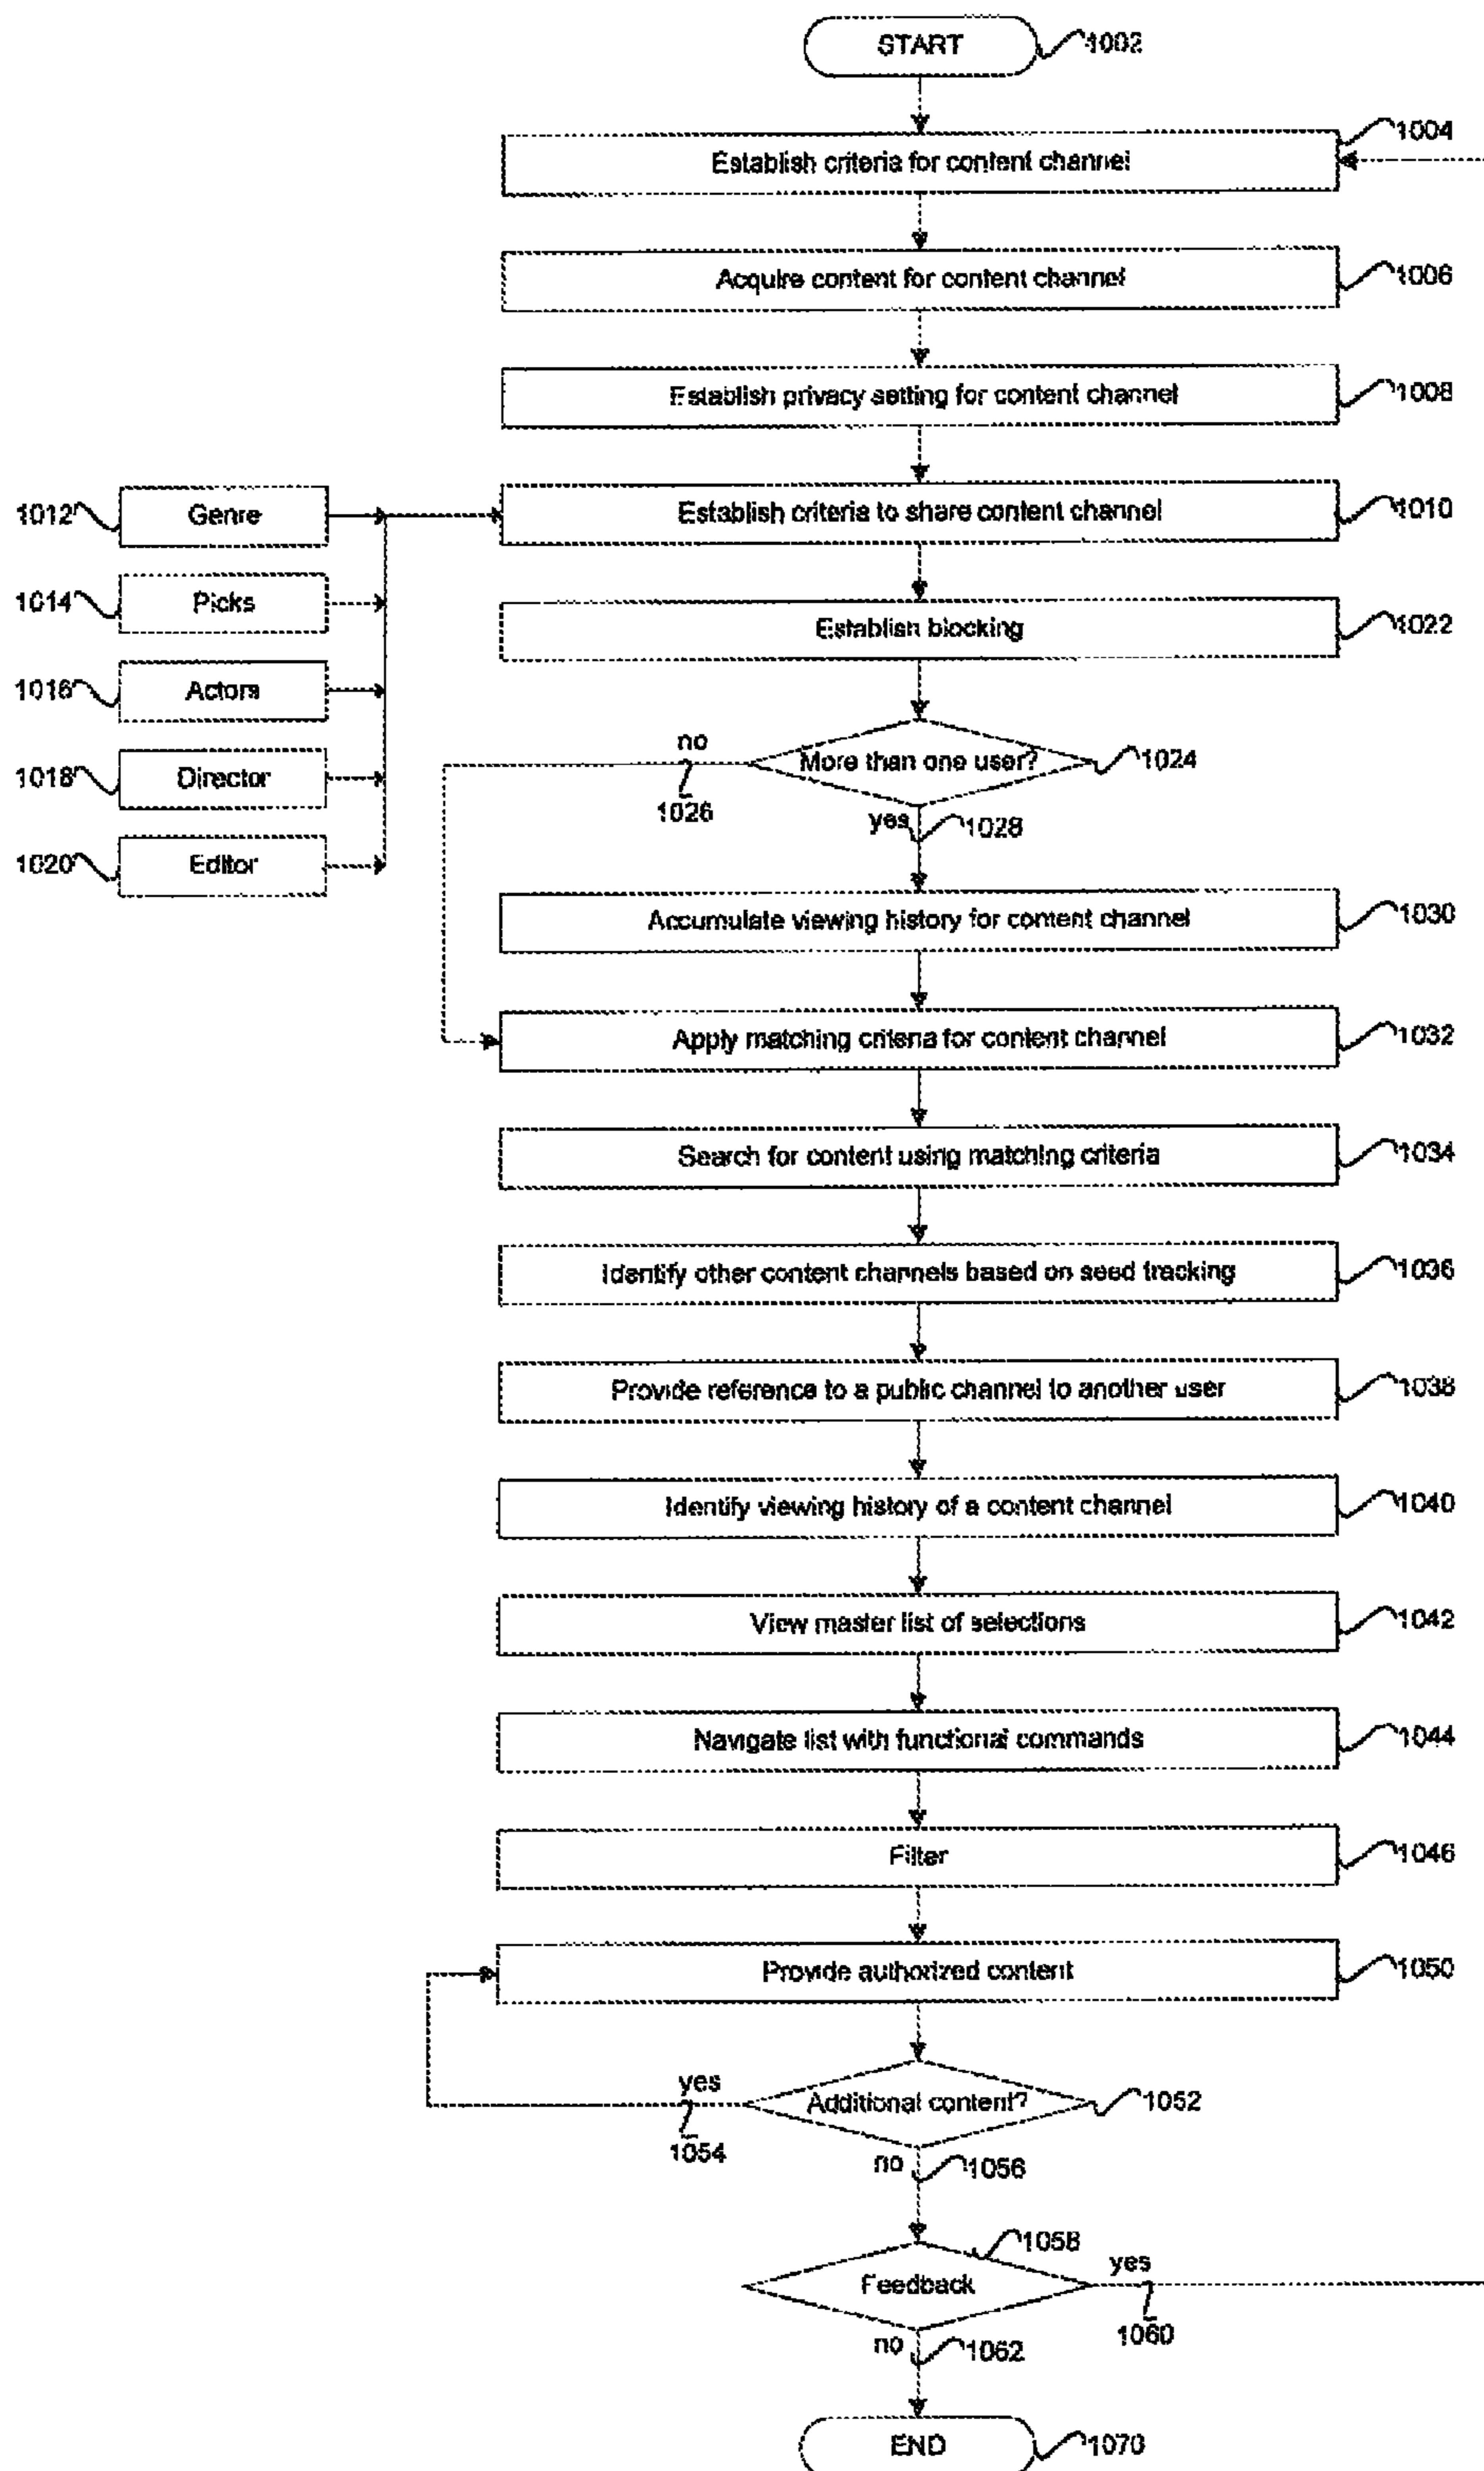 START
1002
1004
Establish criteria for content channel
Acquire content for content channel
1006
Establish privacy setting for content channel
1008
1012
Genre
Establish criteria to share content channel
1010
1014
Picks
Establish blocking
1022
1016
Actors
no
More than one user?
1024
1018
Director
1026
yes
1028
1020
Editor
Accumulate viewing history for content channel
1030
Apply matching criteria for content channel
1032
Search for content using matching criteria
1034
Identify other content channels based on seed tracking
1036
Provide reference to a public channel to another user
1038
Identify viewing history of a content channel
1040
View master list of selections
1042
Navigate list with functional commands
1044
Filter
1046
Provide authorized content
1050
yes
Additional content?
1052
1054
no
1056
1058
Feedback
yes
1060
no
1062
END
1070